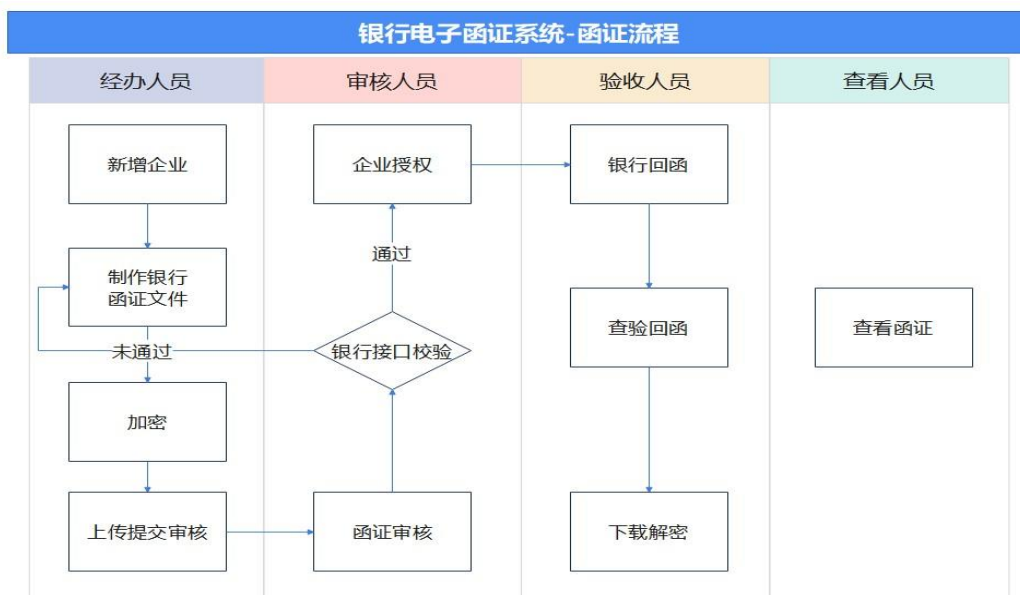 银行电子函证系统-函证流程
经办人员
审核人员
验收人员
查看人员
新增企业
企业授权
银行回函
通过
制作银行
函证文件
查验回函
查看函证
未通过
银行接口校验
加密
上传提交审核
函证审核
下载解密